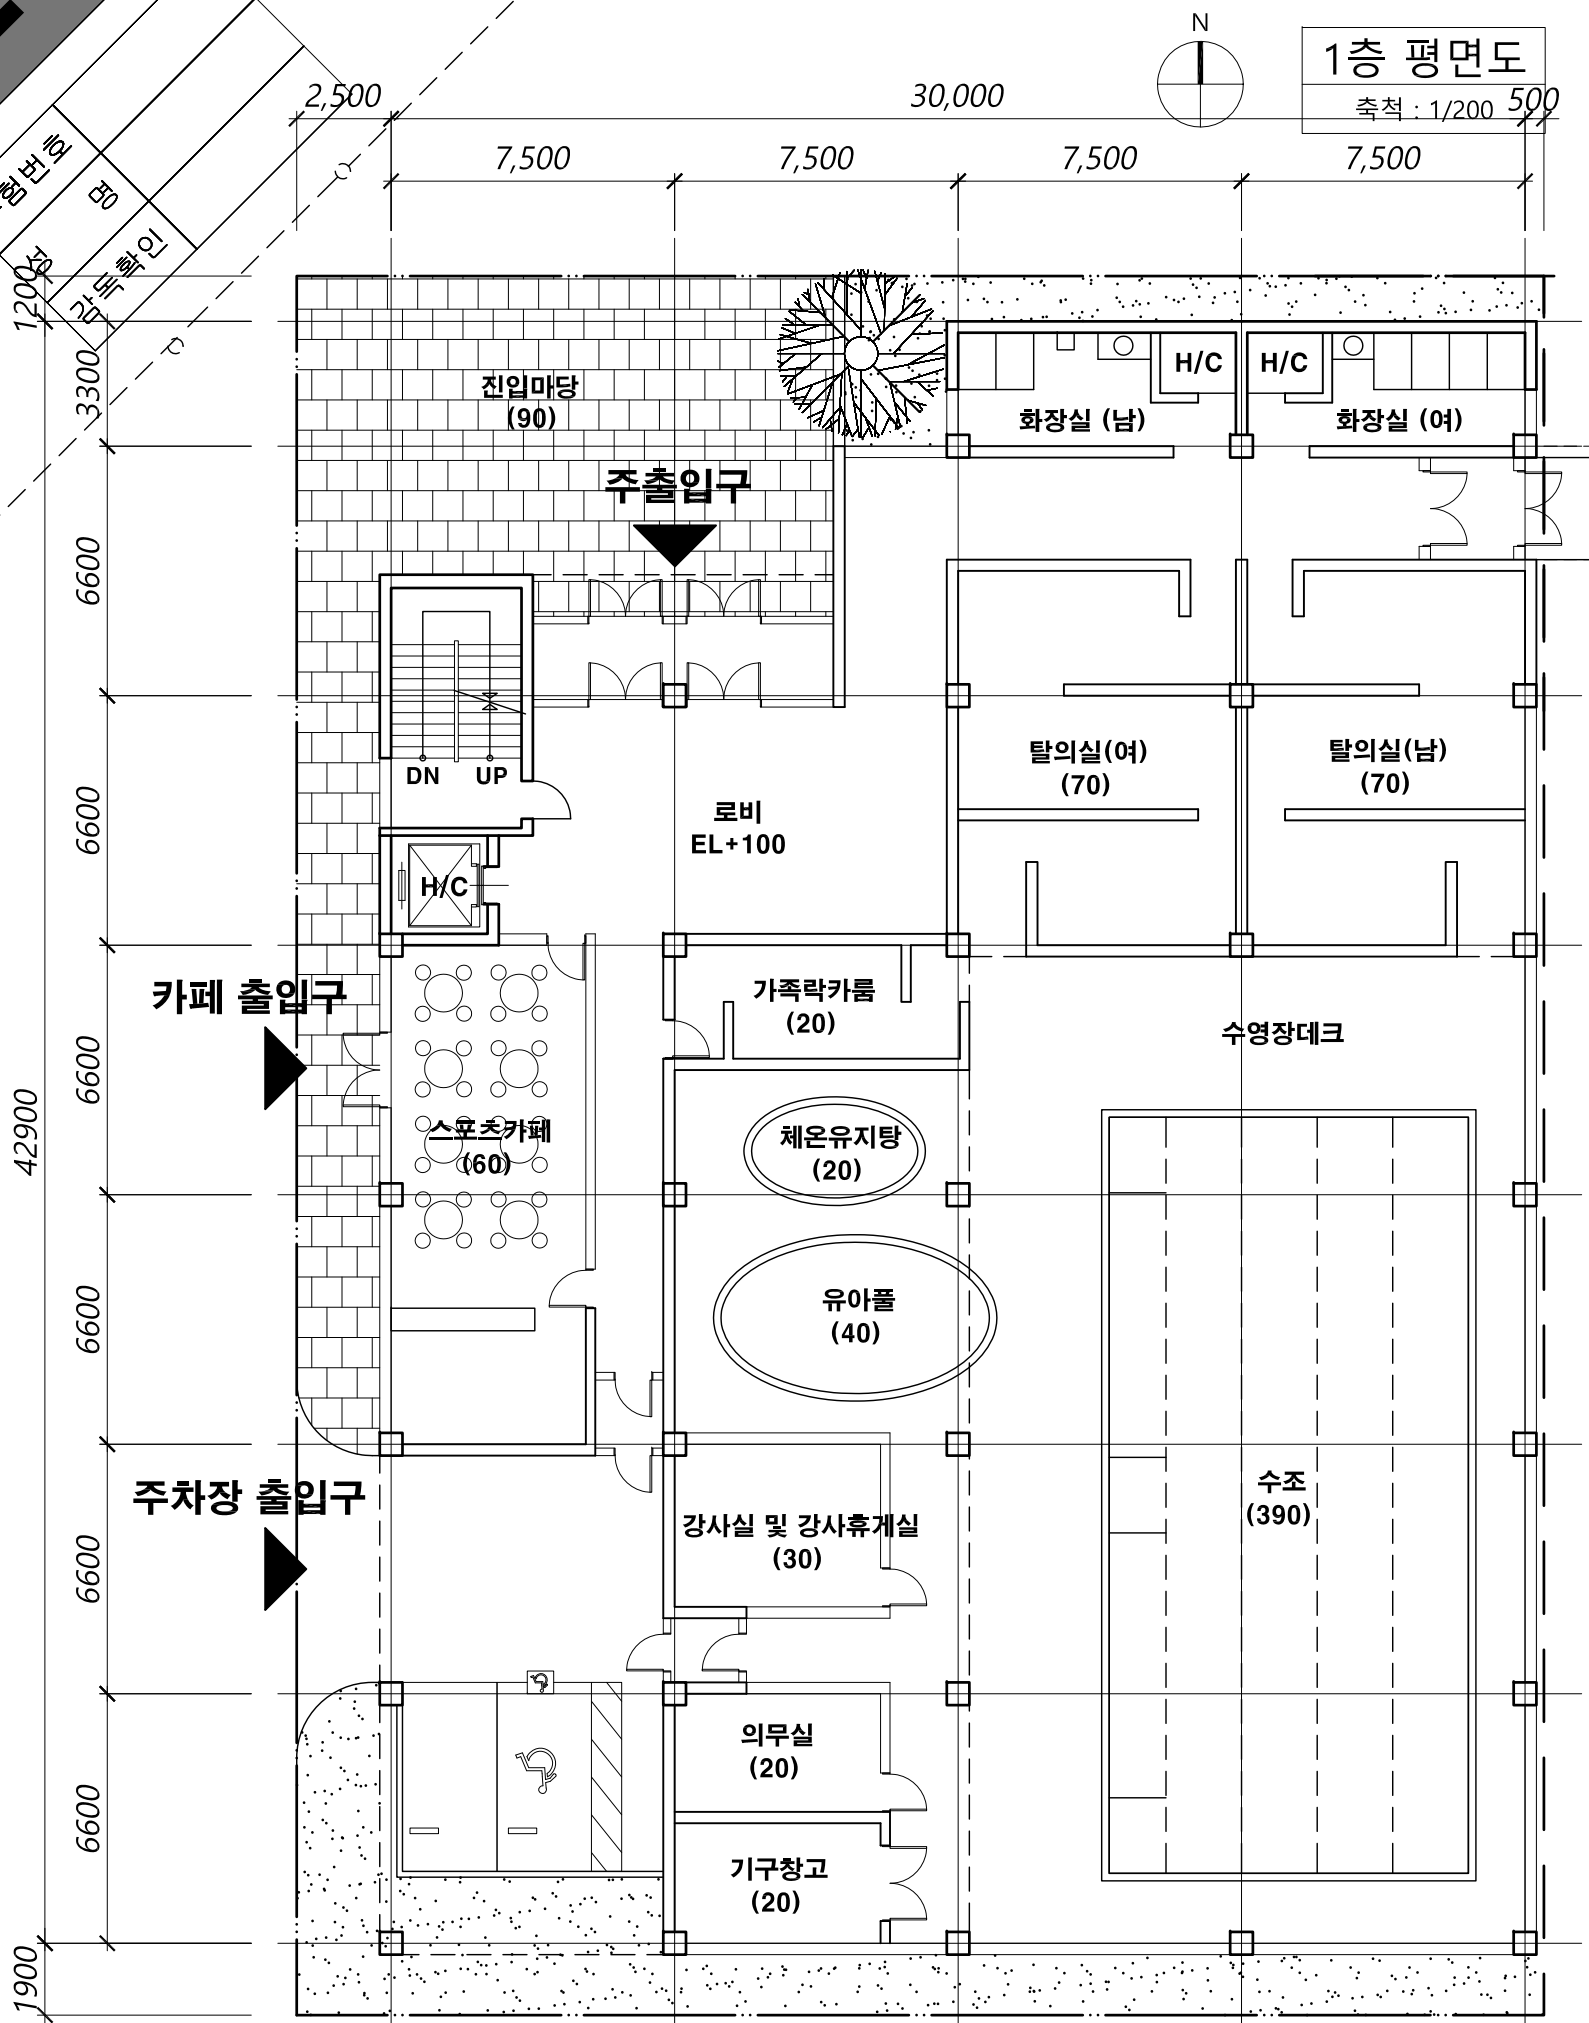 N
1층 평면도
축척 : 1/200
2,500
30,000
500
7,500
7,500
7,500
7,500
험번호
성 명
감독확인
1200
3300
6600
6600
6600
6600
6600
6600
42900
1900
진입마당
(90)
H/C
H/C
화장실 (남)
화장실 (여)
주출입구
DN
UP
탈의실(여)
(70)
탈의실(남)
(70)
로비
EL+100
H/C
카페 출입구
가족락카룸
(20)
수영장데크
스포츠카페
(60)
체온유지탕
(20)
유아풀
(40)
주차장 출입구
강사실 및 강사휴게실
(30)
수조
(390)
의무실
(20)
기구창고
(20)